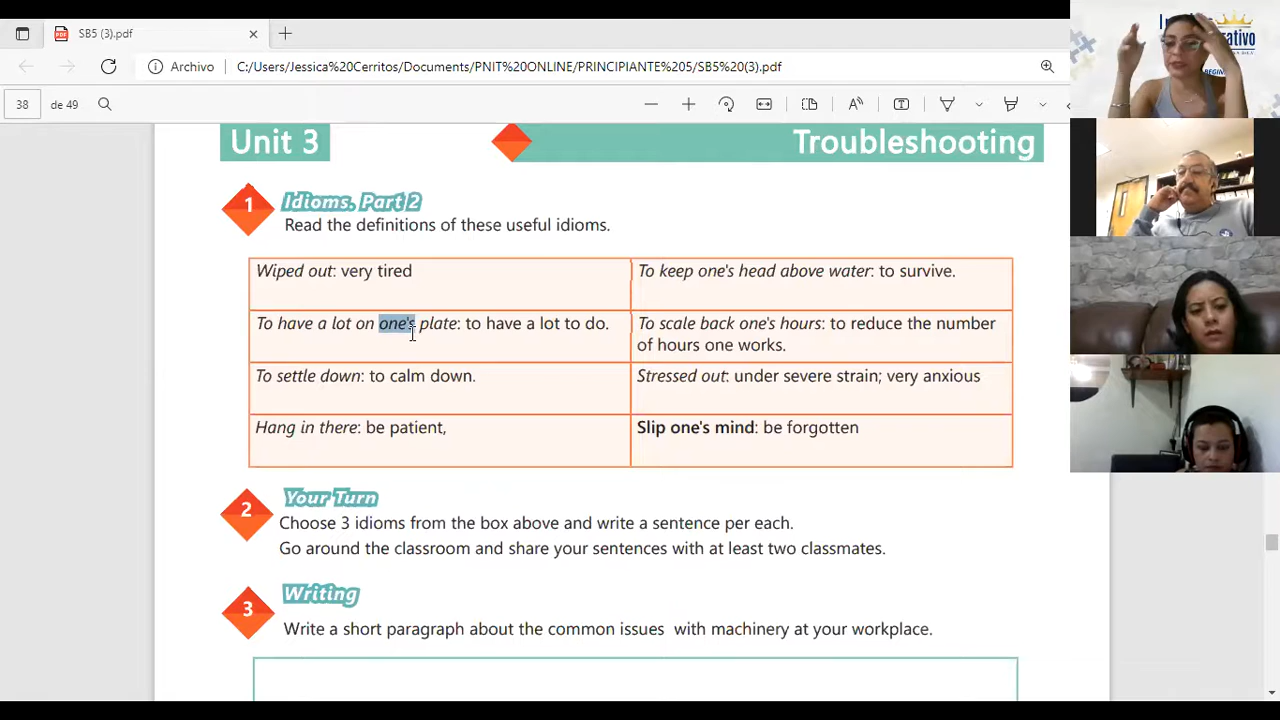 SB5 (3).pdf
Archivo
C:/Users/Jessica%20Cerritos/Documents/PNIT%20ONLINE/PRINCIPIANTE%205/SB5%20(3).pdf
38 de 49
Unit 3
Troubleshooting
1
Idioms. Part 2
Read the definitions of these useful idioms.
Wiped out: very tired
To keep one's head above water: to survive.
To have a lot on one's plate: to have a lot to do.
To scale back one's hours: to reduce the number
of hours one works.
To settle down: to calm down.
Stressed out: under severe strain; very anxious
Hang in there: be patient,
Slip one's mind: be forgotten
2
Your Turn
Choose 3 idioms from the box above and write a sentence per each.
Go around the classroom and share your sentences with at least two classmates.
3
Writing
Write a short paragraph about the common issues  with machinery at your workplace.